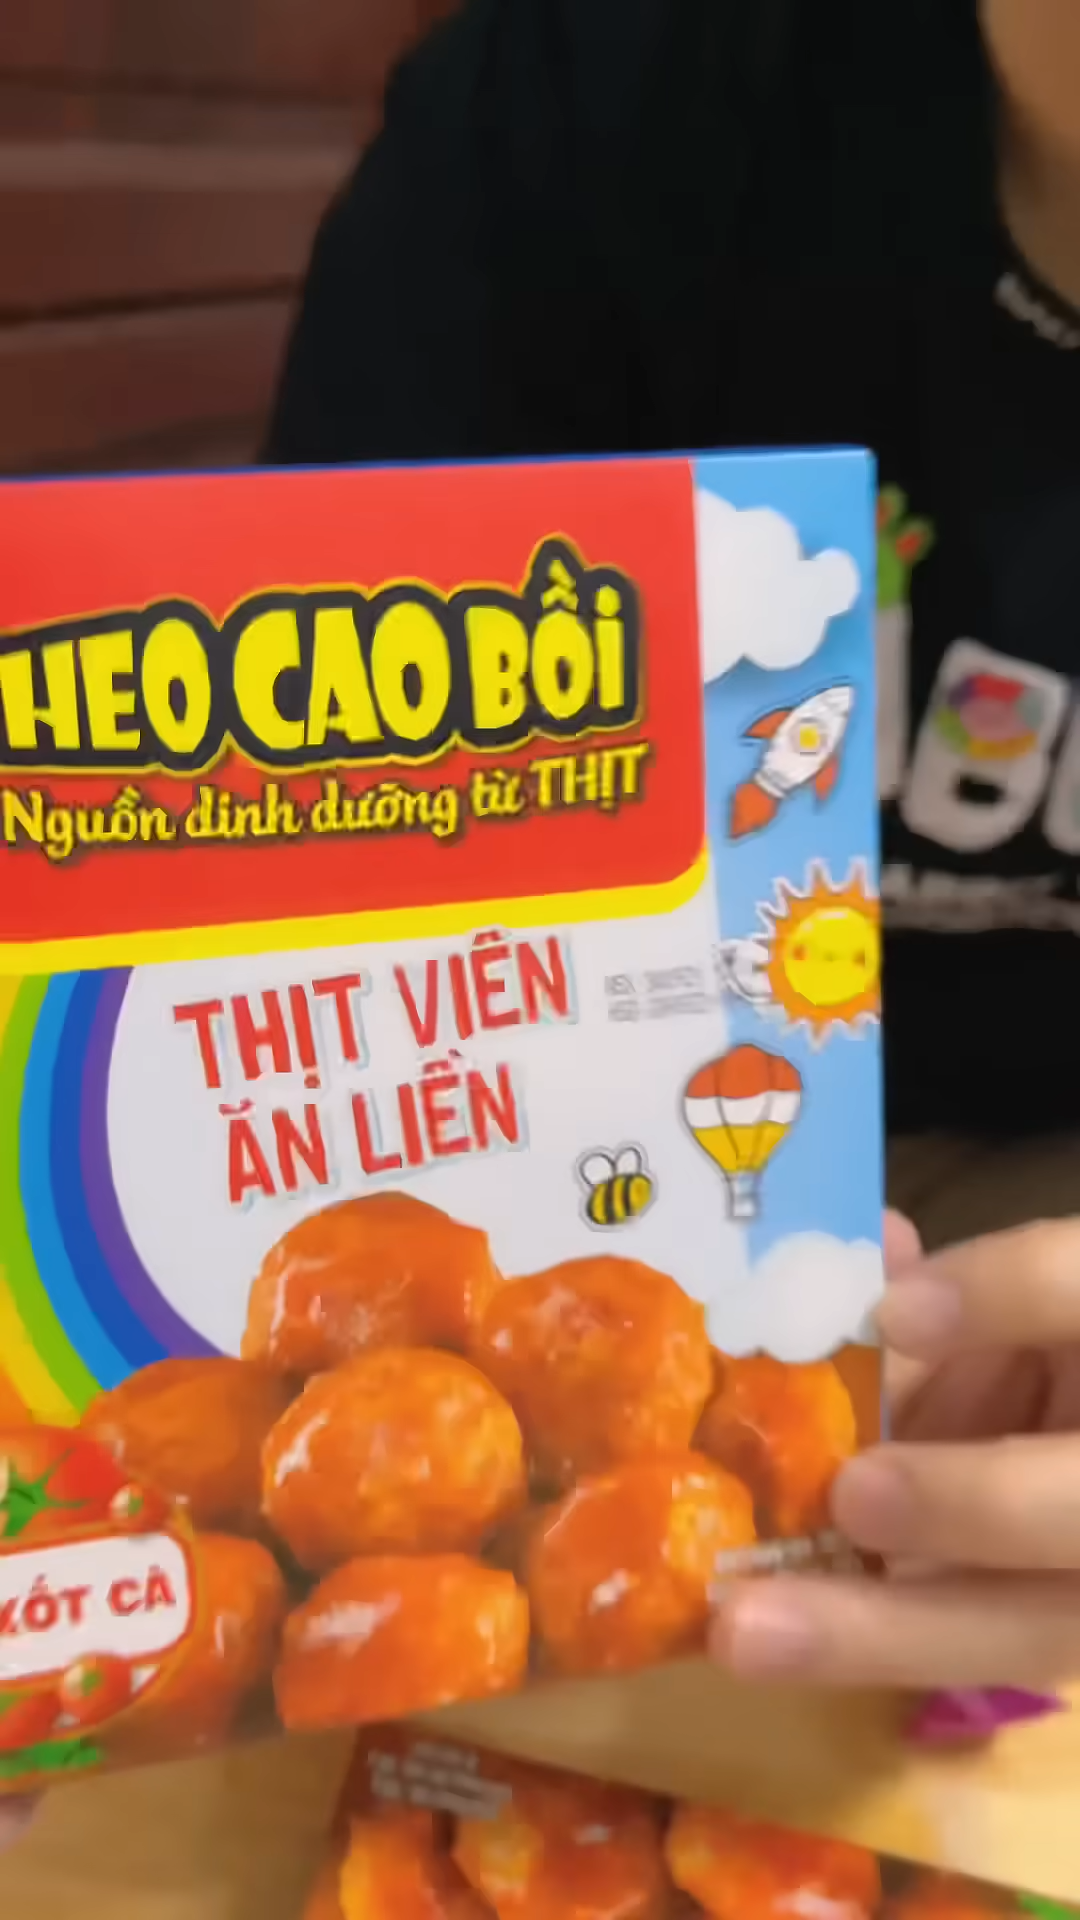 HEO CAO BỒI
Nguồn dinh dưỡng từ THỊT
THỊT VIÊN
ĂN LIỀN
XỐT CÀ